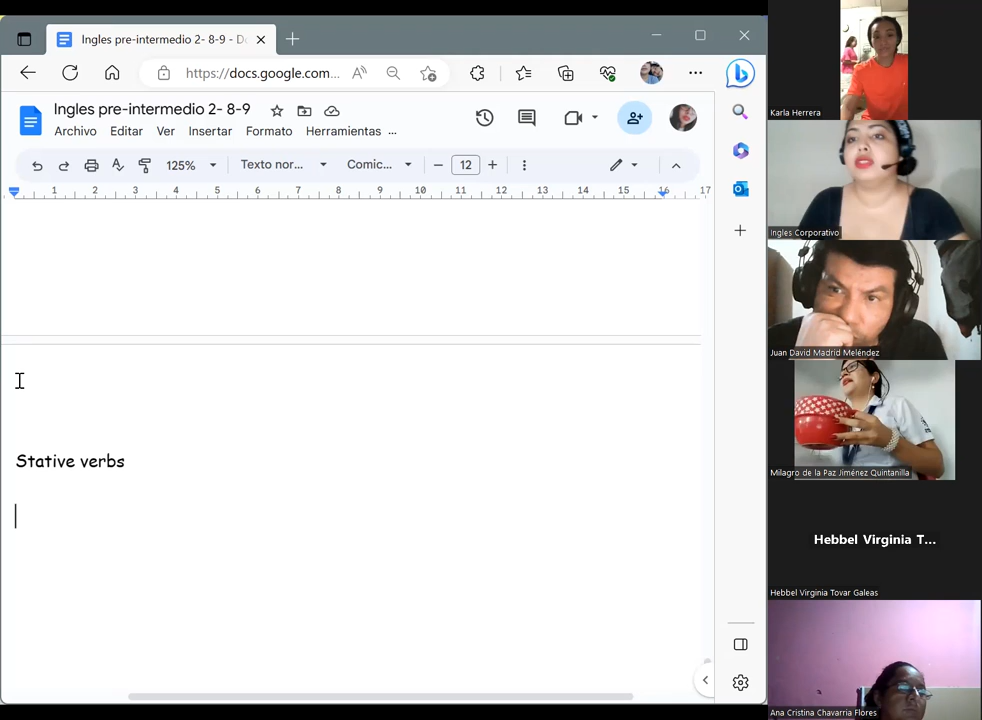 Ingles pre-intermedio 2- 8-9 - Do
https://docs.google.com...
Ingles pre-intermedio 2- 8-9
Archivo Editar Ver Insertar Formato Herramientas ...
125% Texto nor... Comic... 12
1 2 3 4 5 6 7 8 9 10 11 12 13 14 15 16 17
Stative verbs
Karla Herrera
Ingles Corporativo
Juan David Madrid Meléndez
Milagro de la Paz Jiménez Quintanilla
Hebbel Virginia T...
Hebbel Virginia Tovar Galeas
Ana Cristina Chavarria Flores